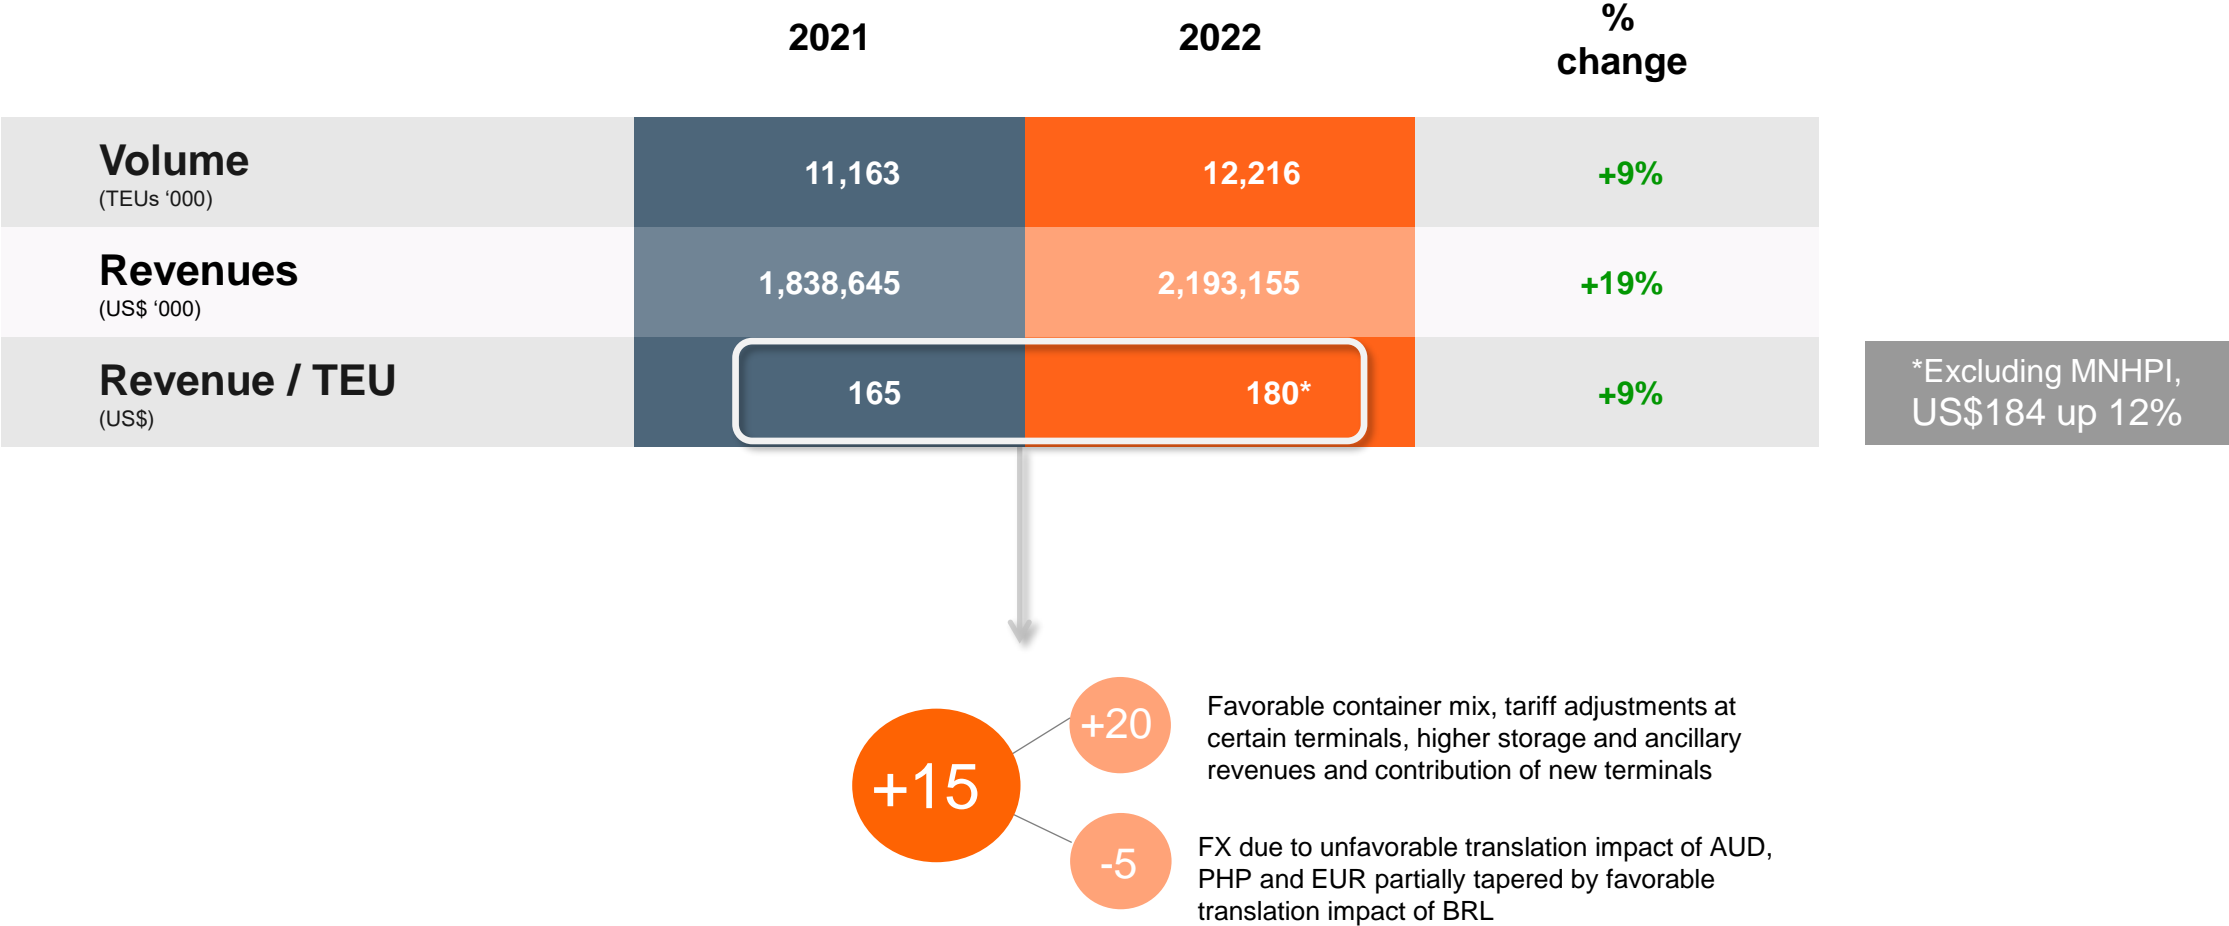 2021 2022 %
change
Volume
(TEUs ‘000)
11,163 12,216 +9%
Revenues
(US$ ‘000)
1,838,645 2,193,155 +19%
Revenue / TEU
(US$)
165 180* +9%
*Excluding MNHPI,
US$184 up 12%
+15
+20
Favorable container mix, tariff adjustments at
certain terminals, higher storage and ancillary
revenues and contribution of new terminals
-5
FX due to unfavorable translation impact of AUD,
PHP and EUR partially tapered by favorable
translation impact of BRL